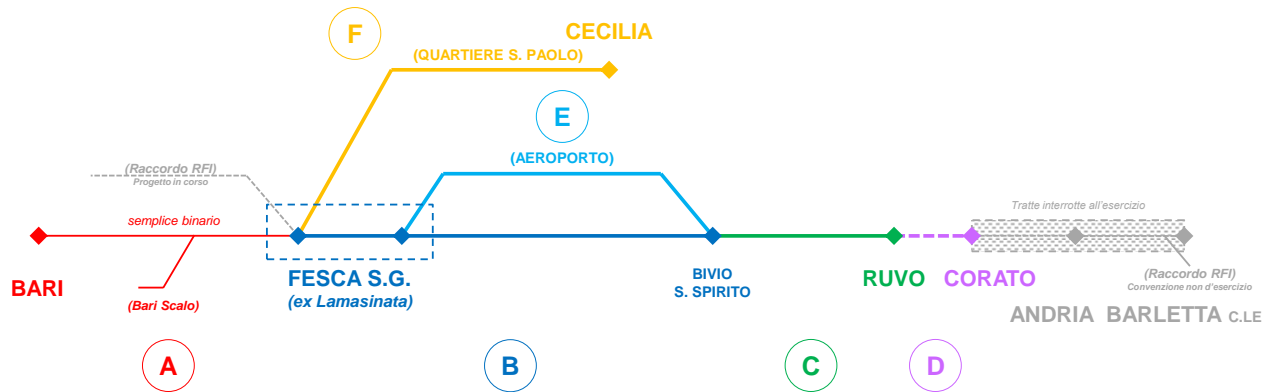 F
CECILIA
(QUARTIERE S. PAOLO)
E
(AEROPORTO)
(Raccordo RFI)
Progetto in corso
semplice binario
Tratte interrotte all'esercizio
BARI
(Bari Scalo)
FESCA S.G.
(ex Lamasinata)
BIVIO
S. SPIRITO
RUVO
CORATO
(Raccordo RFI)
Convenzione non d'esercizio
ANDRIA BARLETTA C.LE
A
B
C
D